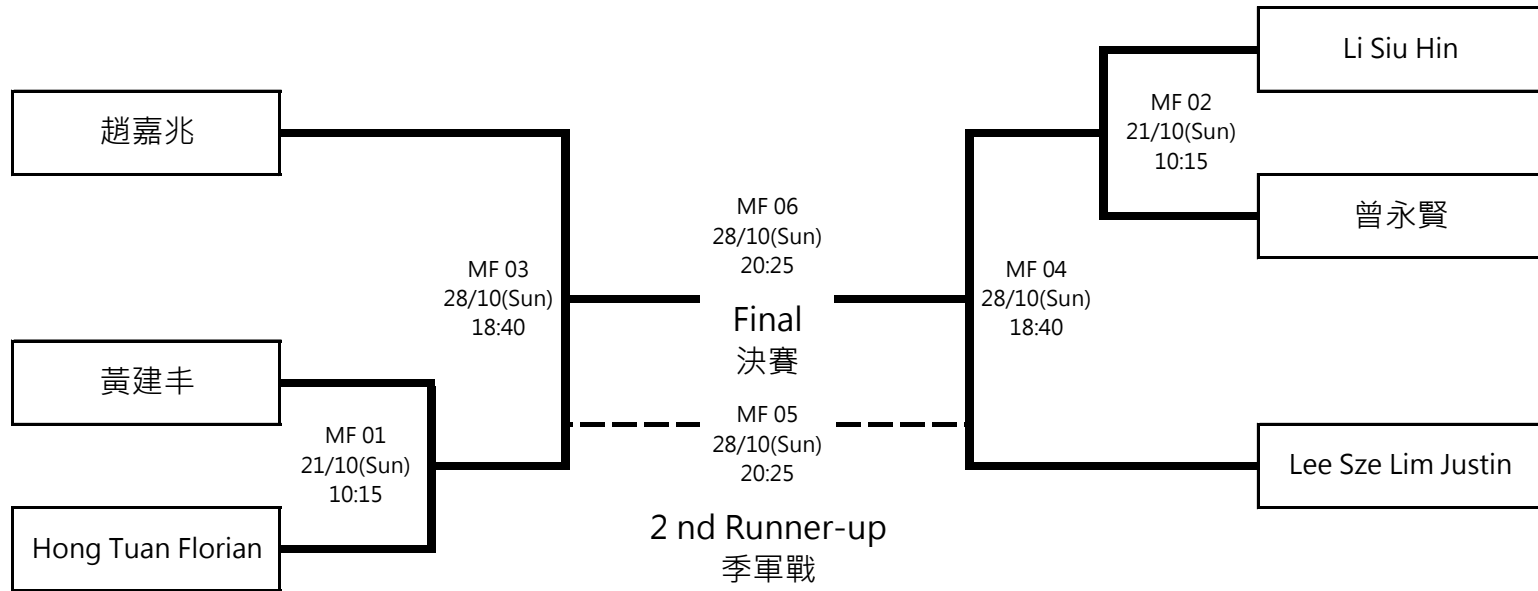 Li Siu Hin
MF 02
21/10(Sun)
10:15
趙嘉兆
曾永賢
MF 06
28/10(Sun)
20:25
MF 03
28/10(Sun)
18:40
MF 04
28/10(Sun)
18:40
Final
決賽
黃建丰
MF 05
28/10(Sun)
20:25
MF 01
21/10(Sun)
10:15
Lee Sze Lim Justin
Hong Tuan Florian
2 nd Runner-up
季軍戰